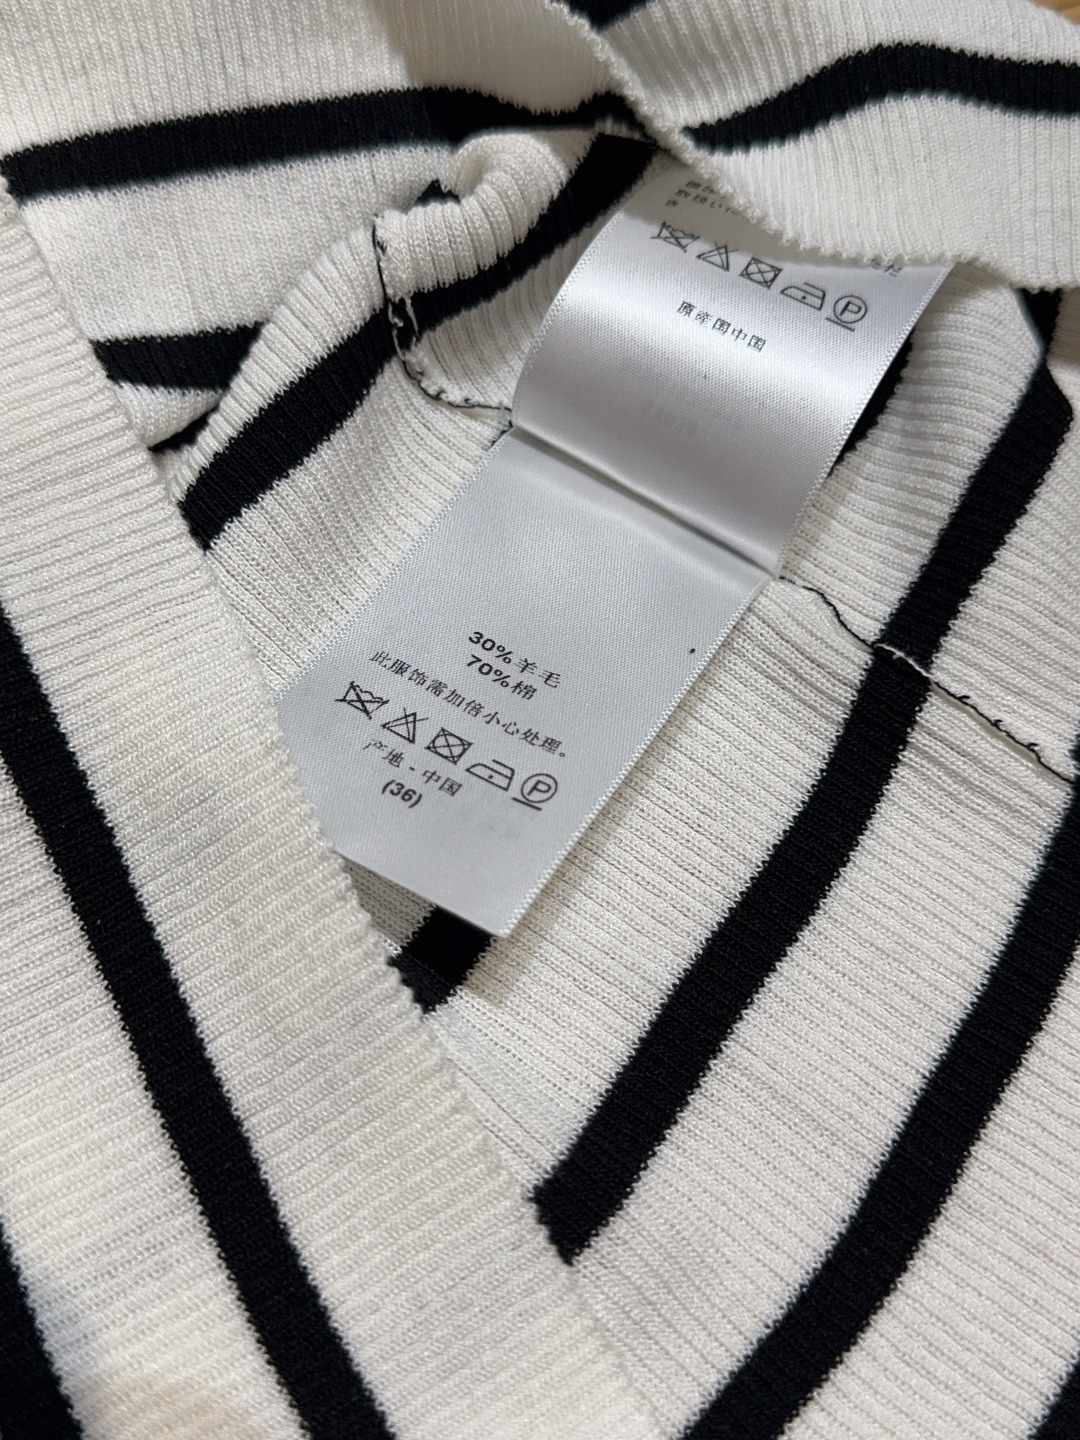 原産国中国
30%羊毛
70%棉
此服饰需加倍小心处理。
P
产地 - 中国
(36)